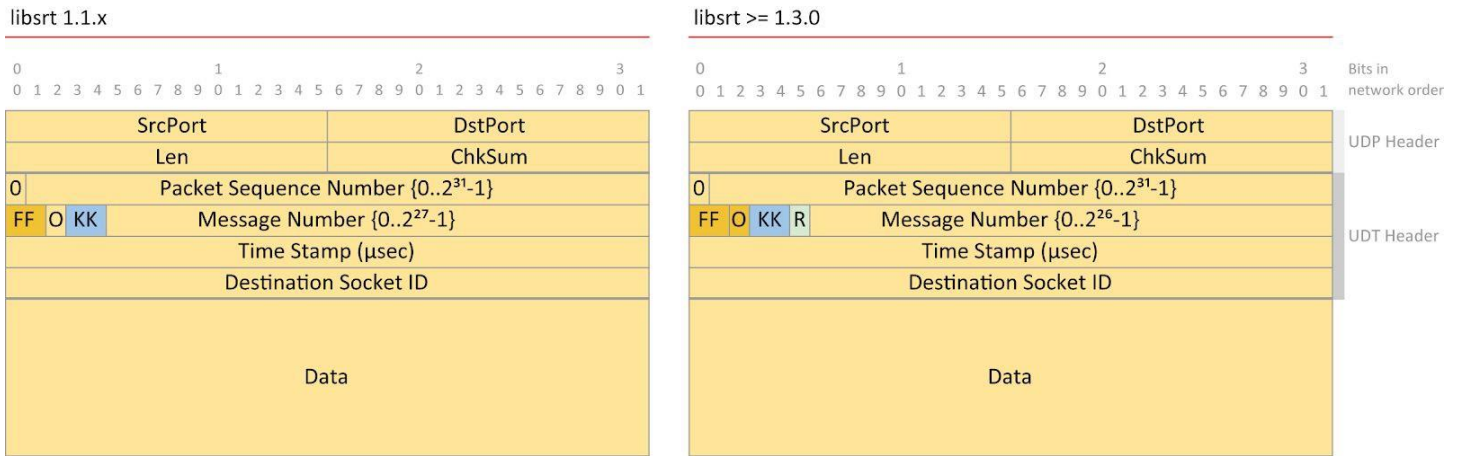 libsrt 1.1.x
0 1 2 3
0 1 2 3 4 5 6 7 8 9 0 1 2 3 4 5 6 7 8 9 0 1 2 3 4 5 6 7 8 9 0 1
SrcPort DstPort
Len ChkSum
0 Packet Sequence Number {0..2³¹-1}
FF O KK Message Number {0..2²⁷-1}
Time Stamp (μsec)
Destination Socket ID
Data
libsrt >= 1.3.0
0 1 2 3 Bits in
0 1 2 3 4 5 6 7 8 9 0 1 2 3 4 5 6 7 8 9 0 1 2 3 4 5 6 7 8 9 0 1 network order
SrcPort DstPort
UDP Header
Len ChkSum
0 Packet Sequence Number {0..2³¹-1}
FF O KK R Message Number {0..2²⁶-1}
UDT Header
Time Stamp (μsec)
Destination Socket ID
Data